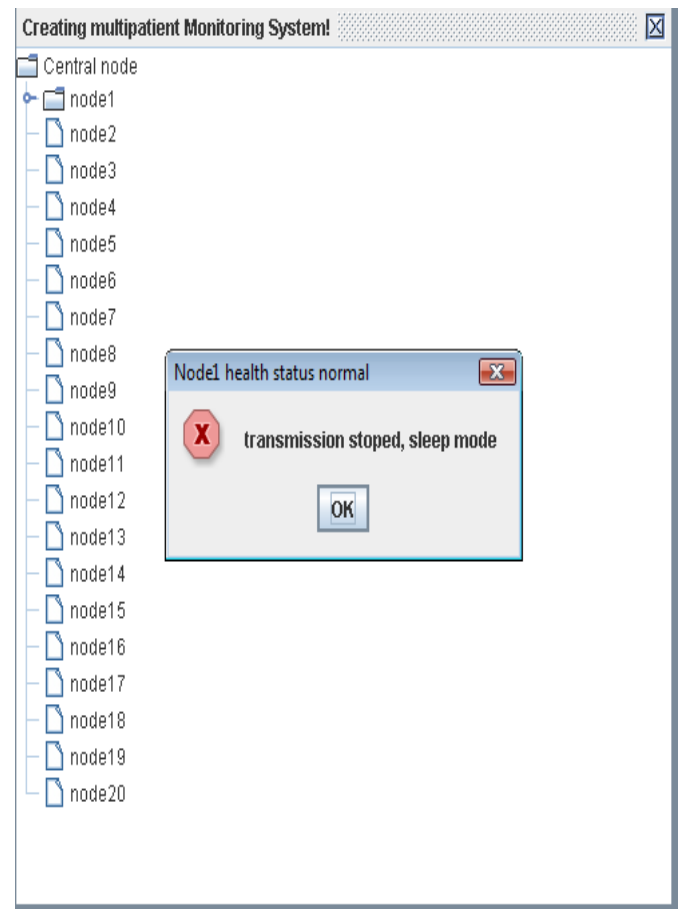 Creating multipatient Monitoring System!
Central node
node1
node2
node3
node4
node5
node6
node7
node8
node9
node10
node11
node12
node13
node14
node15
node16
node17
node18
node19
node20
Node1 health status normal
transmission stoped, sleep mode
OK